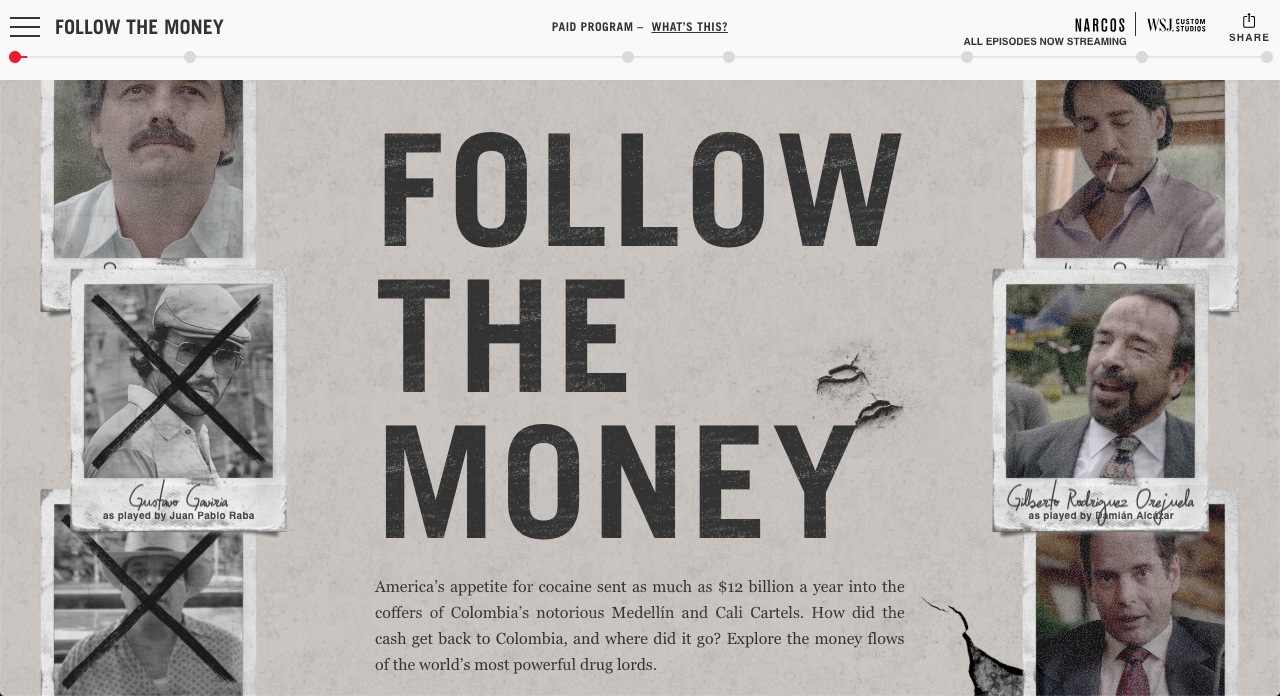 FOLLOW THE MONEY
PAID PROGRAM – WHAT'S THIS?
NARCOS
ALL EPISODES NOW STREAMING
WSJ. CUSTOM STUDIOS
SHARE
FOLLOW
THE
MONEY
Gustavo Gaviria
as played by Juan Pablo Raba
Gilberto Rodriguez Orejuela
as played by Damián Alcázar
America’s appetite for cocaine sent as much as $12 billion a year into the
coffers of Colombia’s notorious Medellín and Cali Cartels. How did the
cash get back to Colombia, and where did it go? Explore the money flows
of the world’s most powerful drug lords.